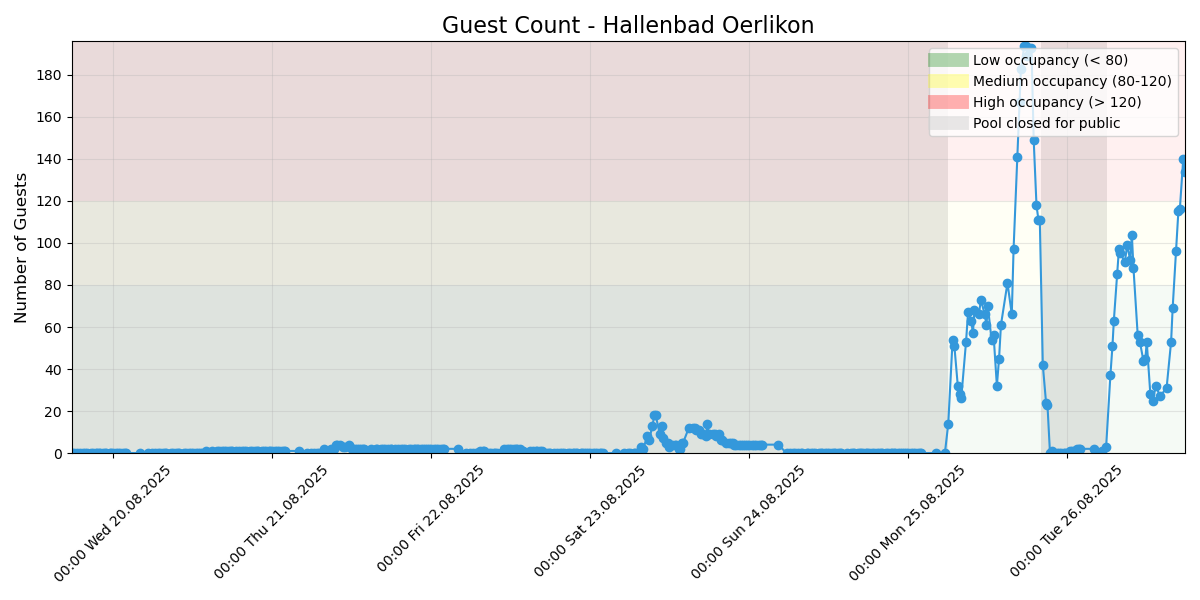 Guest Count - Hallenbad Oerlikon
Low occupancy (< 80)
Medium occupancy (80-120)
High occupancy (> 120)
Pool closed for public
Number of Guests
180
160
140
120
100
80
60
40
20
0
00:00 Wed 20.08.2025
00:00 Thu 21.08.2025
00:00 Fri 22.08.2025
00:00 Sat 23.08.2025
00:00 Sun 24.08.2025
00:00 Mon 25.08.2025
00:00 Tue 26.08.2025